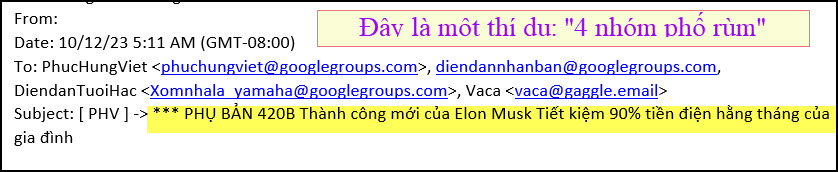 From:
Đây là một thí dụ: "4 nhóm phố rùm"
Date: 10/12/23 5:11 AM (GMT-08:00)
To: PhucHungViet <phuchungviet@googlegroups.com>, diendannhanban@googlegroups.com,
DiendanTuoiHac <Xomnhala_yamaha@googlegroups.com>, Vaca <vaca@gaggle.email>
Subject: [ PHV ] -> *** PHỤ BẢN 420B Thành công mới của Elon Musk Tiết kiệm 90% tiền điện hằng tháng của
gia đình